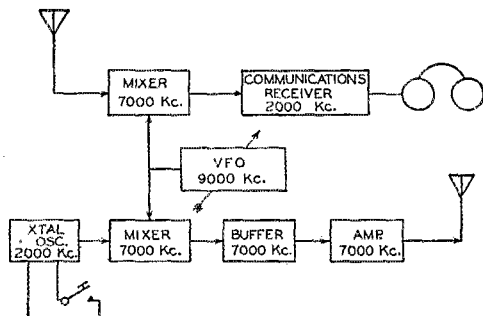 MIXER
7000 Kc.
COMMUNICATIONS
RECEIVER
2000 Kc.
VFO
9000 Kc.
XTAL
OSC.
2000 Kc.
MIXER
7000 Kc.
BUFFER
7000 Kc.
AMP.
7000 Kc.